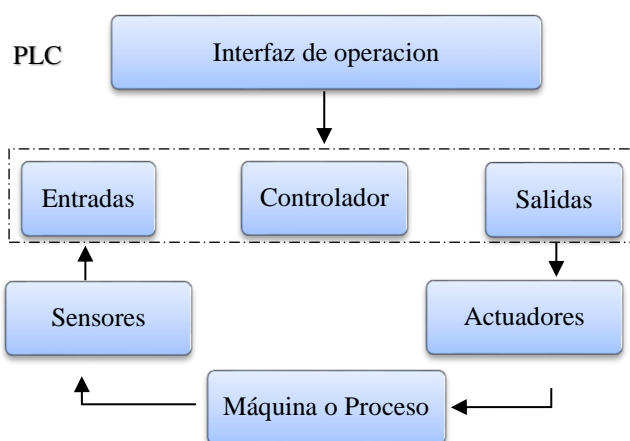 PLC
Interfaz de operacion
Entradas
Controlador
Salidas
Sensores
Actuadores
Máquina o Proceso